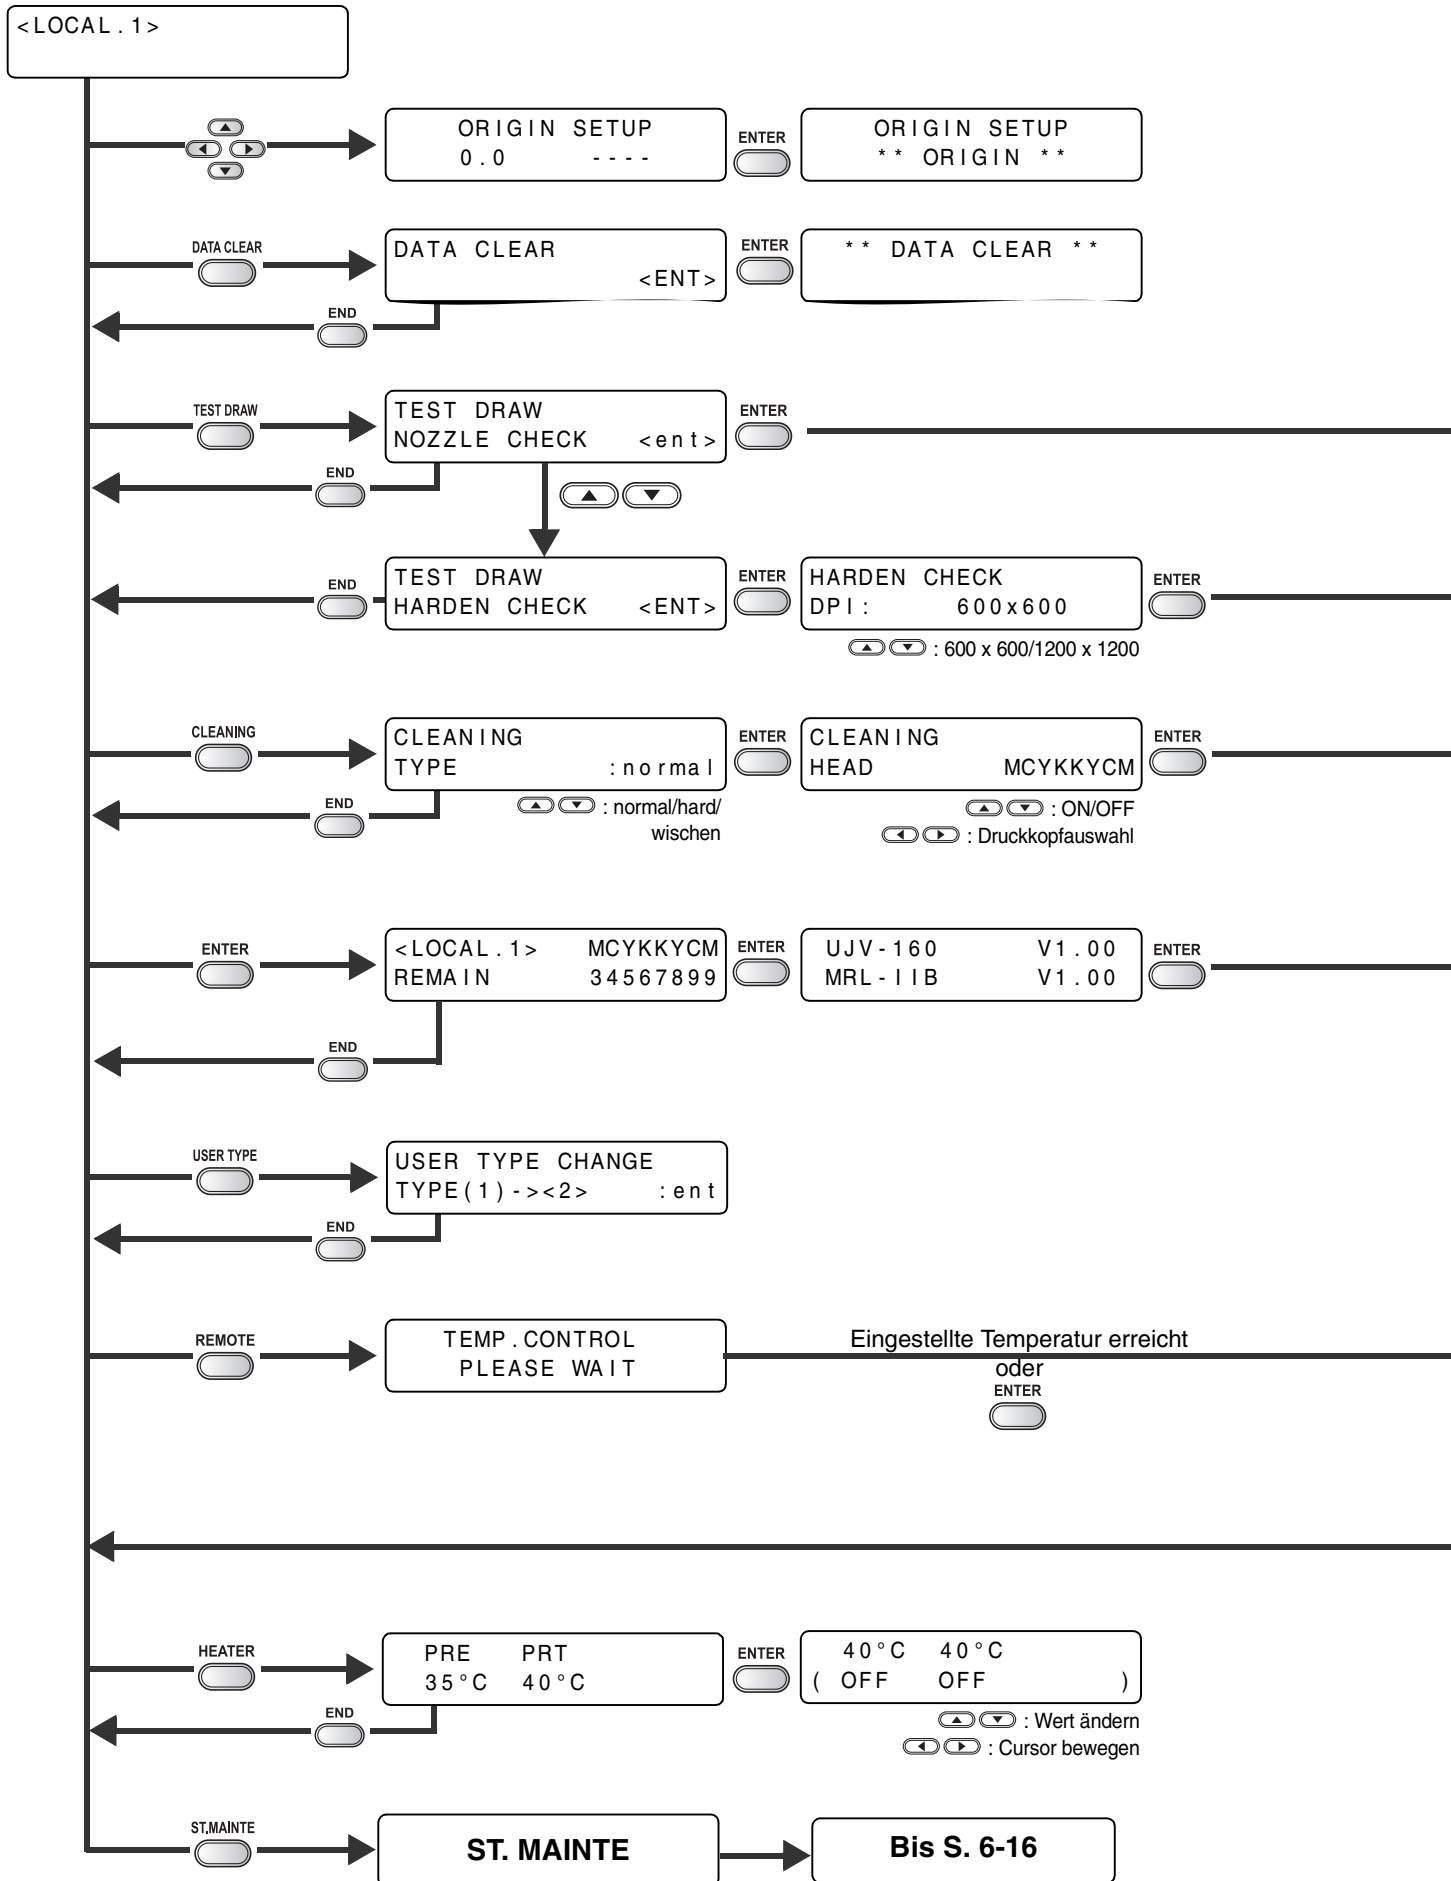 <LOCAL.1>
ORIGIN SETUP
0.0 ----
ENTER
ORIGIN SETUP
** ORIGIN **
DATA CLEAR
DATA CLEAR
<ENT>
ENTER
** DATA CLEAR **
END
TEST DRAW
TEST DRAW
NOZZLE CHECK <ent>
ENTER
END
END
TEST DRAW
HARDEN CHECK <ENT>
ENTER
HARDEN CHECK
DPI: 600x600
ENTER
: 600 x 600/1200 x 1200
CLEANING
CLEANING
TYPE :normal
ENTER
CLEANING
HEAD MCYKKYCM
ENTER
END
: normal/hard/
wischen
: ON/OFF
: Druckkopfauswahl
ENTER
<LOCAL.1> MCYKKYCM
REMAIN 34567899
ENTER
UJV-160 V1.00
MRL-IIB V1.00
ENTER
END
USER TYPE
USER TYPE CHANGE
TYPE(1)-><2> :ent
END
REMOTE
TEMP.CONTROL
PLEASE WAIT
Eingestellte Temperatur erreicht
oder
ENTER
HEATER
PRE PRT
35°C 40°C
ENTER
40°C 40°C
( OFF OFF )
END
: Wert ändern
: Cursor bewegen
ST.MAINTE
ST. MAINTE
Bis S. 6-16